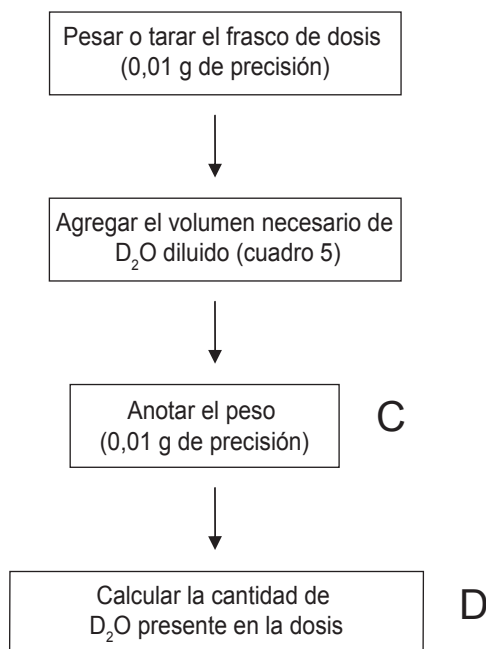 Pesar o tarar el frasco de dosis
(0,01 g de precisión)
Agregar el volumen necesario de
D₂O diluido (cuadro 5)
Anotar el peso
(0,01 g de precisión)
C
Calcular la cantidad de
D₂O presente en la dosis
D